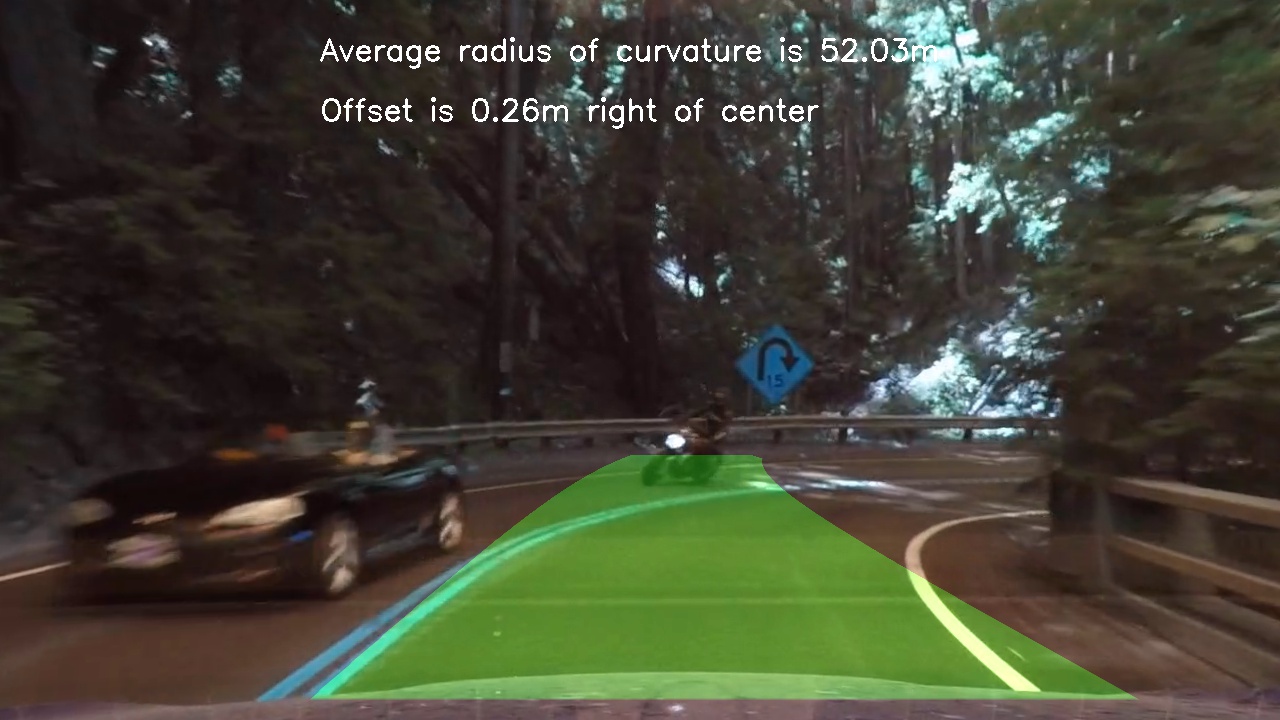 Average radius of curvature is 52.03m
Offset is 0.26m right of center
15